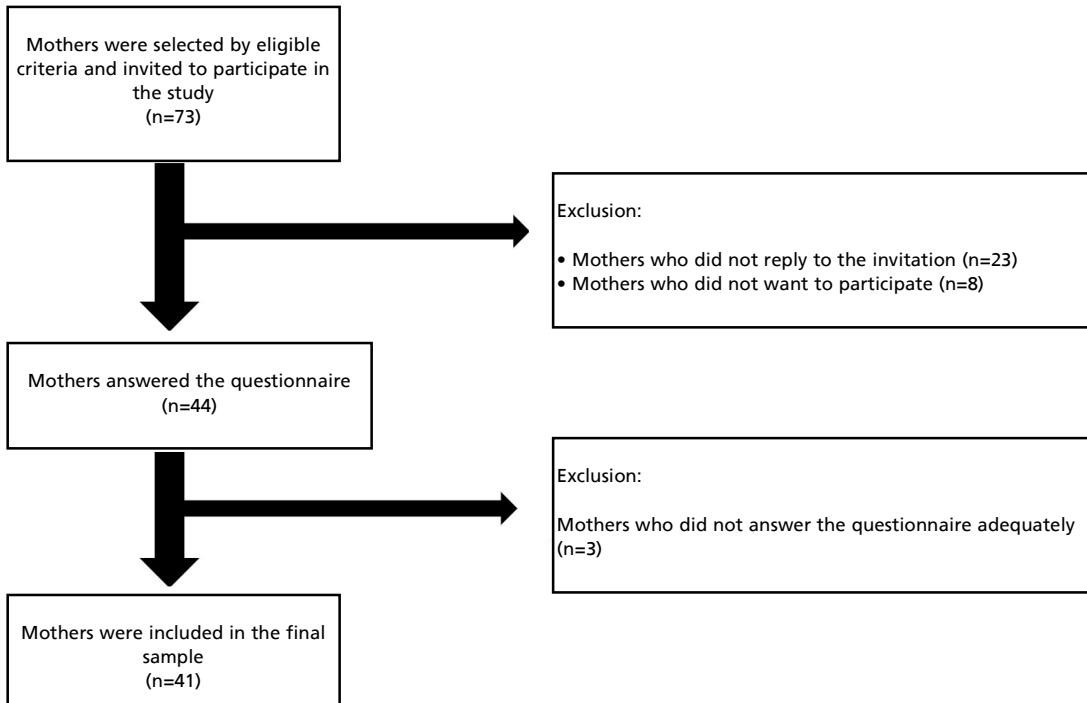 Mothers were selected by eligible
criteria and invited to participate in
the study
(n=73)
Exclusion:
• Mothers who did not reply to the invitation (n=23)
• Mothers who did not want to participate (n=8)
Mothers answered the questionnaire
(n=44)
Exclusion:
Mothers who did not answer the questionnaire adequately
(n=3)
Mothers were included in the final
sample
(n=41)